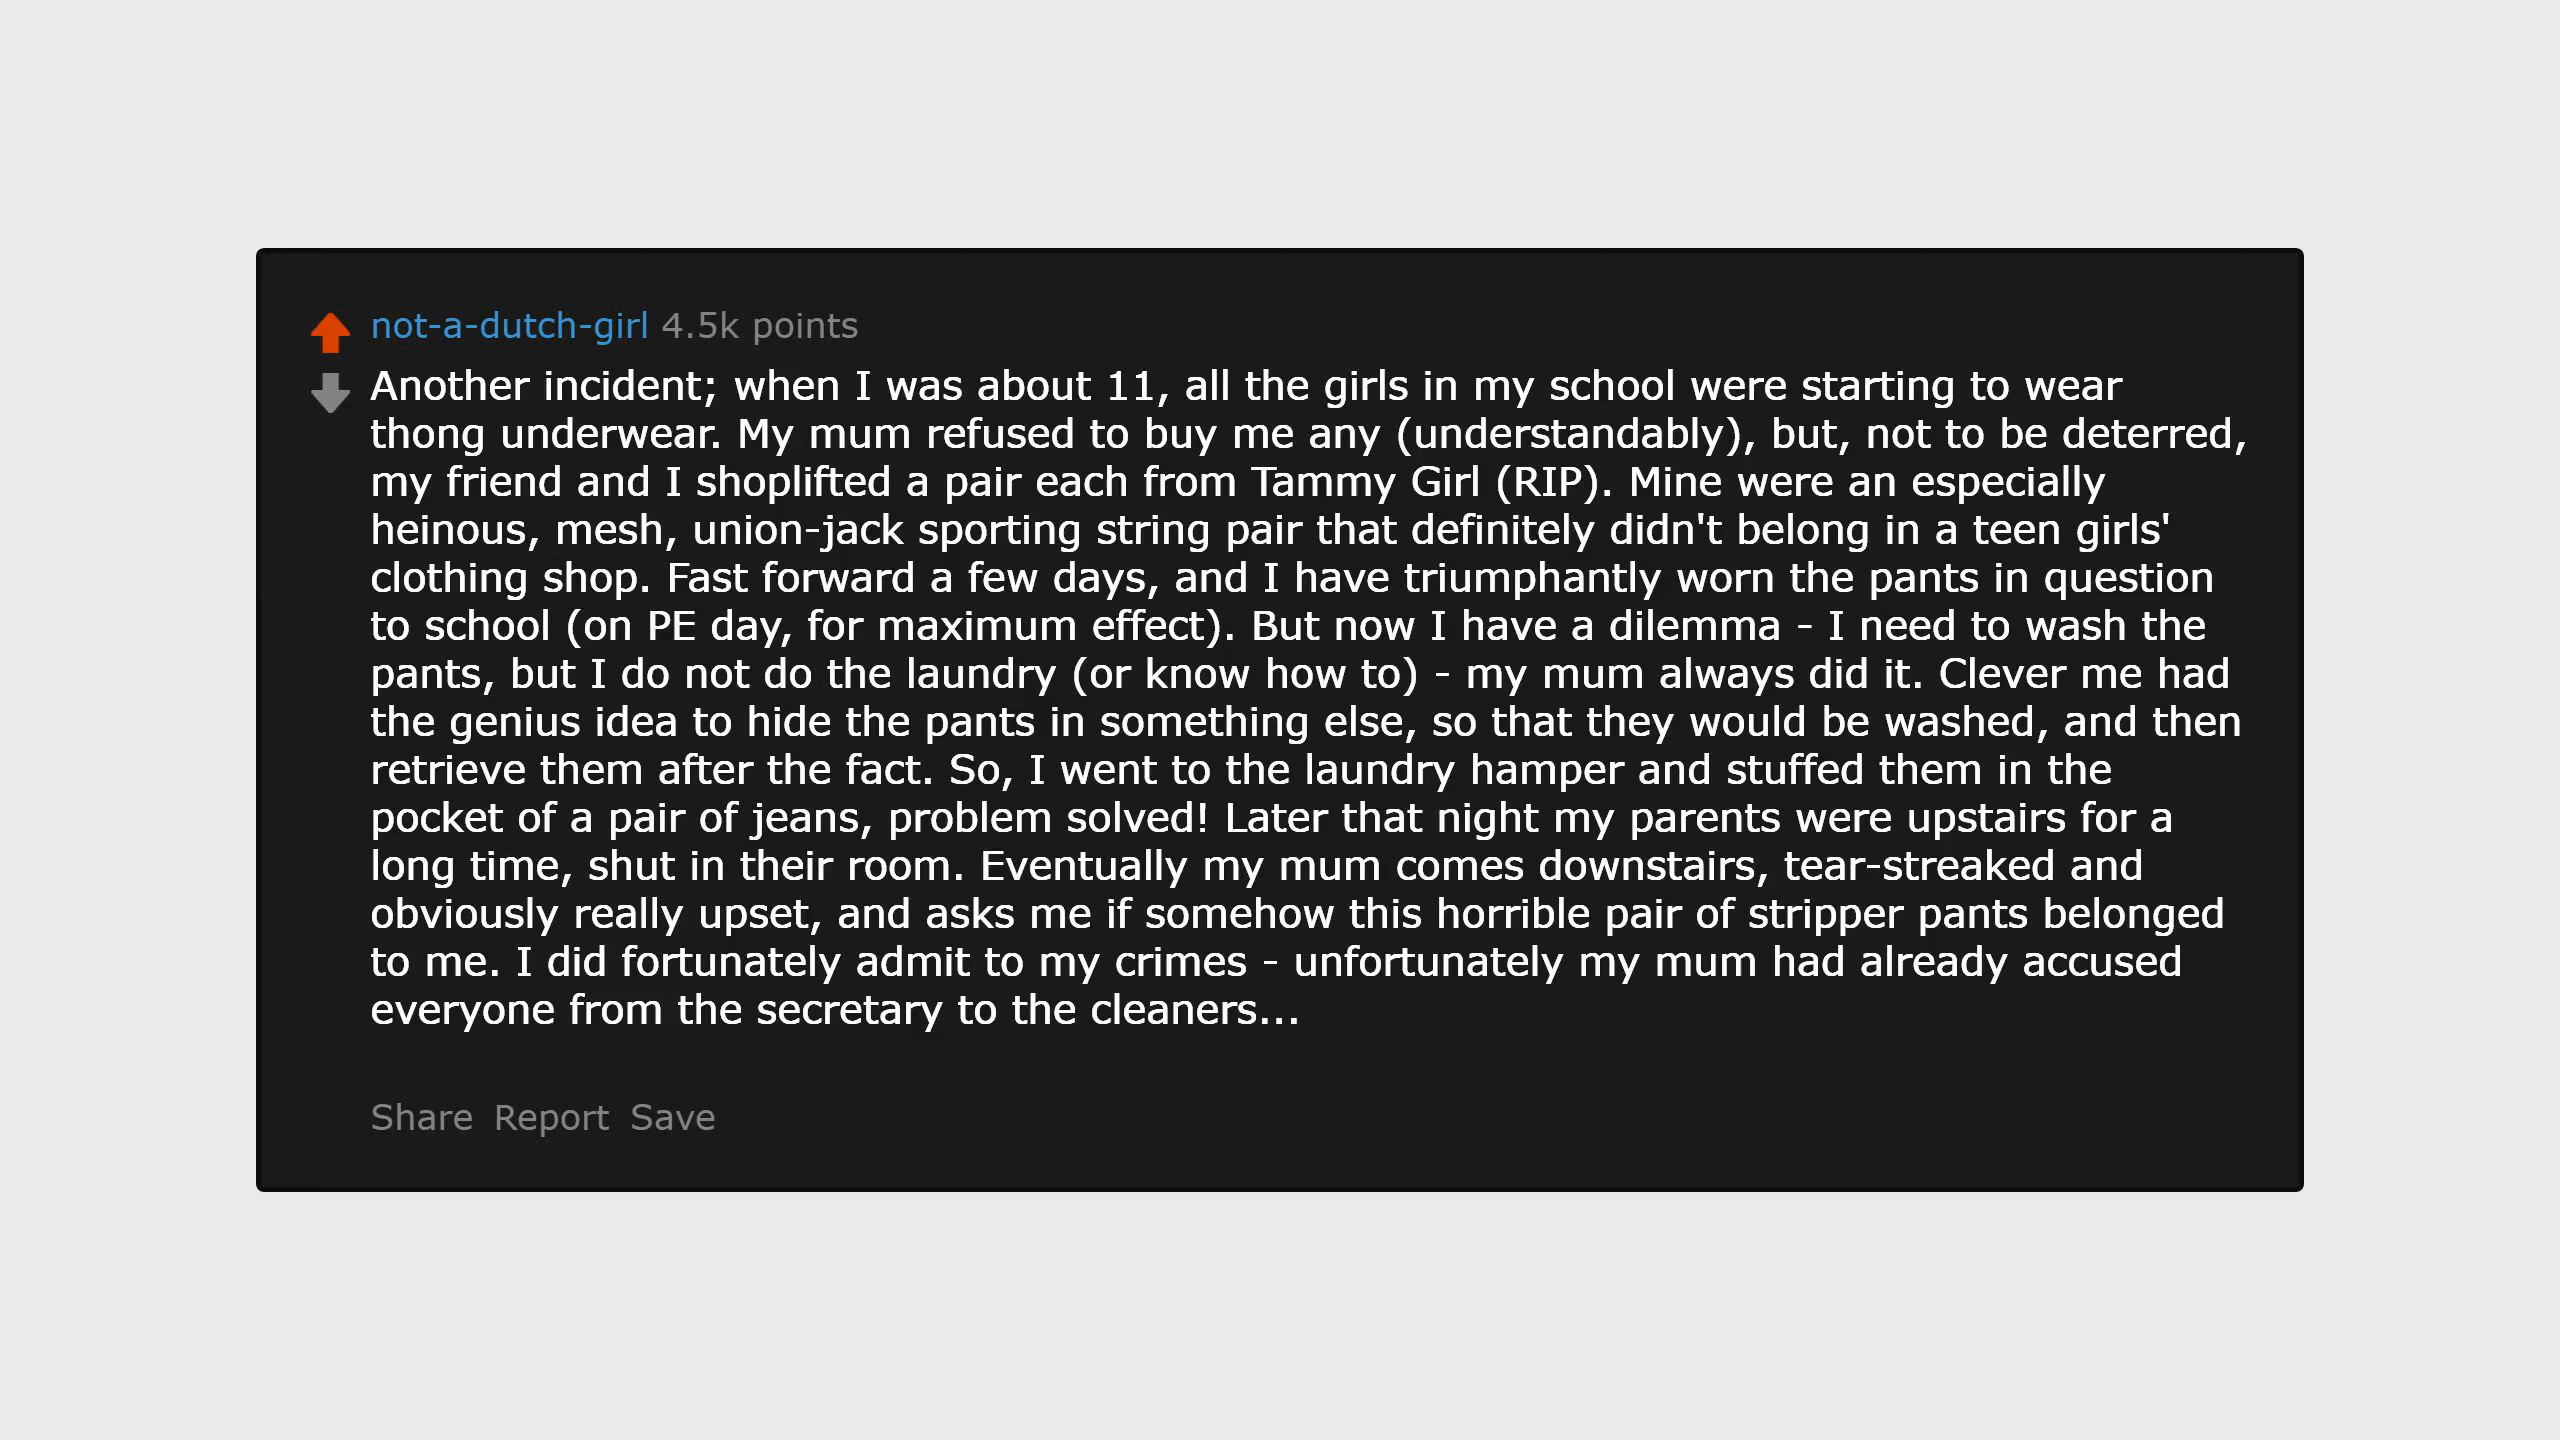 not-a-dutch-girl 4.5k points
Another incident; when I was about 11, all the girls in my school were starting to wear
thong underwear. My mum refused to buy me any (understandably), but, not to be deterred,
my friend and I shoplifted a pair each from Tammy Girl (RIP). Mine were an especially
heinous, mesh, union-jack sporting string pair that definitely didn't belong in a teen girls'
clothing shop. Fast forward a few days, and I have triumphantly worn the pants in question
to school (on PE day, for maximum effect). But now I have a dilemma - I need to wash the
pants, but I do not do the laundry (or know how to) - my mum always did it. Clever me had
the genius idea to hide the pants in something else, so that they would be washed, and then
retrieve them after the fact. So, I went to the laundry hamper and stuffed them in the
pocket of a pair of jeans, problem solved! Later that night my parents were upstairs for a
long time, shut in their room. Eventually my mum comes downstairs, tear-streaked and
obviously really upset, and asks me if somehow this horrible pair of stripper pants belonged
to me. I did fortunately admit to my crimes - unfortunately my mum had already accused
everyone from the secretary to the cleaners...
Share Report Save